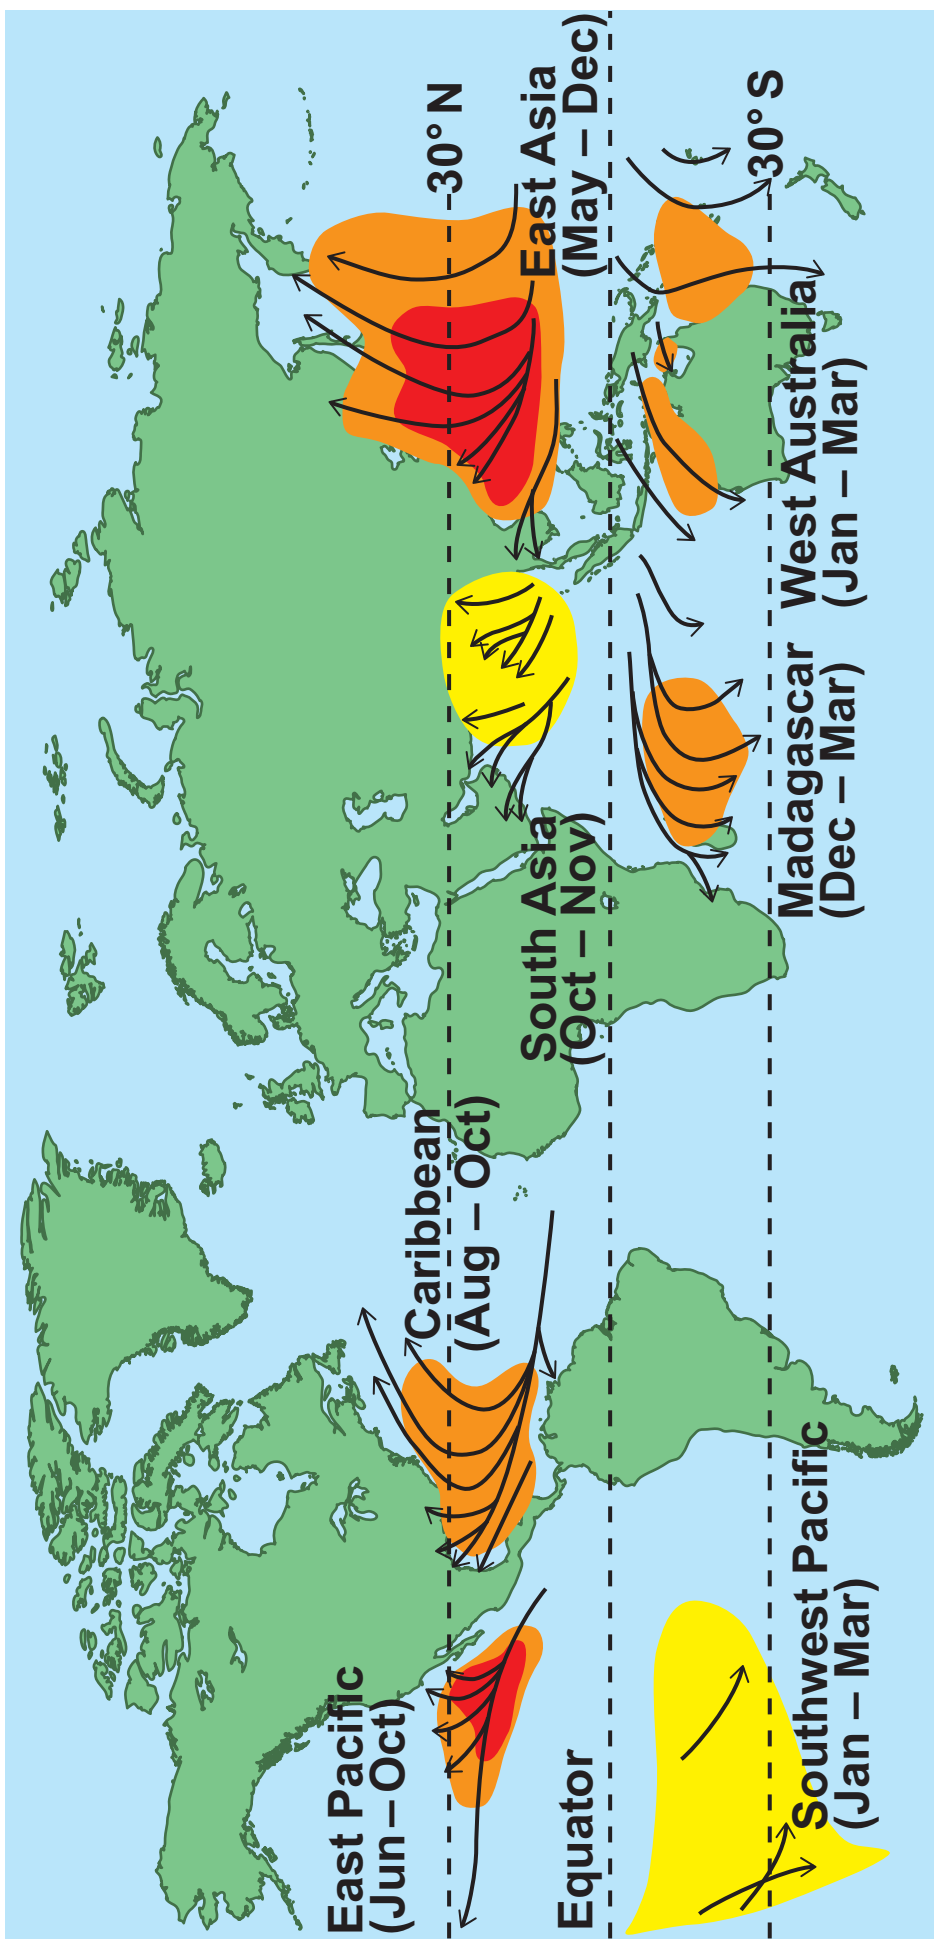 East Pacific
(Jun – Oct)
Caribbean
(Aug – Oct)
30° N
East Asia
(May – Dec)
South Asia
(Oct – Nov)
Equator
30° S
Southwest Pacific
(Jan – Mar)
Madagascar
(Dec – Mar)
West Australia
(Jan – Mar)